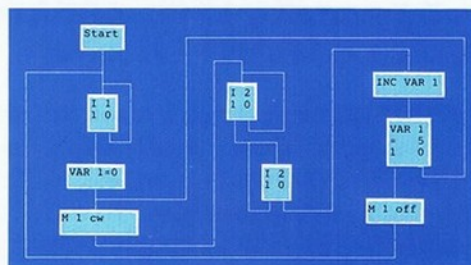 Start
I 1
1 0
VAR 1=0
M 1 cw
I 2
1 0
I 2
1 0
INC VAR 1
VAR 1
= 5
1 0
M 1 off